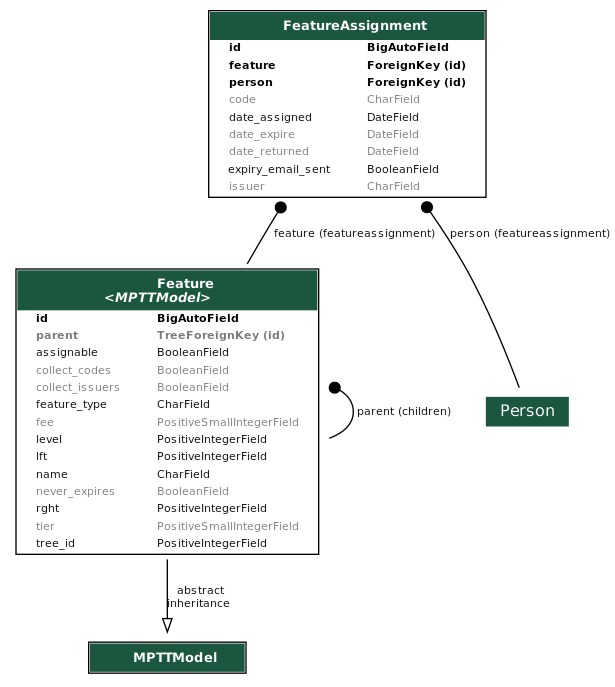 FeatureAssignment
id BigAutoField
feature ForeignKey (id)
person ForeignKey (id)
code CharField
date_assigned DateField
date_expire DateField
date_returned DateField
expiry_email_sent BooleanField
issuer CharField
feature (featureassignment)
person (featureassignment)
Feature
<MPTTModel>
id BigAutoField
parent TreeForeignKey (id)
assignable BooleanField
collect_codes BooleanField
collect_issuers BooleanField
feature_type CharField
fee PositiveSmallIntegerField
level PositiveIntegerField
lft PositiveIntegerField
name CharField
never_expires BooleanField
rght PositiveIntegerField
tier PositiveSmallIntegerField
tree_id PositiveIntegerField
parent (children)
Person
abstract
inheritance
MPTTModel